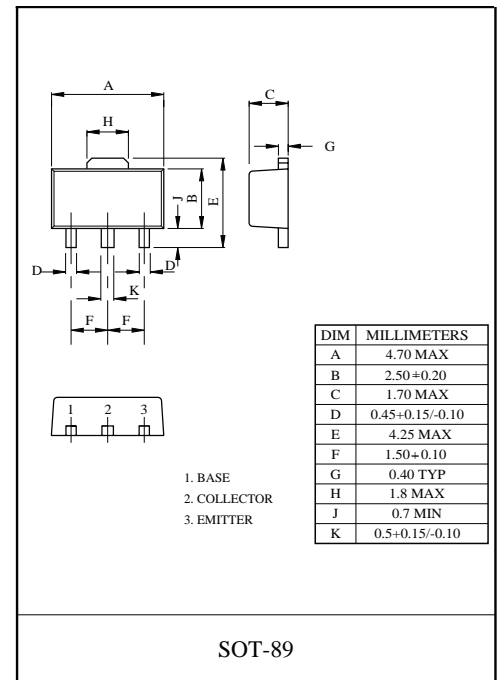 A
H
C
G
J
B
E
D
D
K
F
F
DIM MILLIMETERS
A 4.70 MAX
B 2.50±0.20
C 1.70 MAX
D 0.45+0.15/-0.10
E 4.25 MAX
F 1.50±0.10
G 0.40 TYP
H 1.8 MAX
J 0.7 MIN
K 0.5+0.15/-0.10
1 2 3
1. BASE
2. COLLECTOR
3. EMITTER
SOT-89